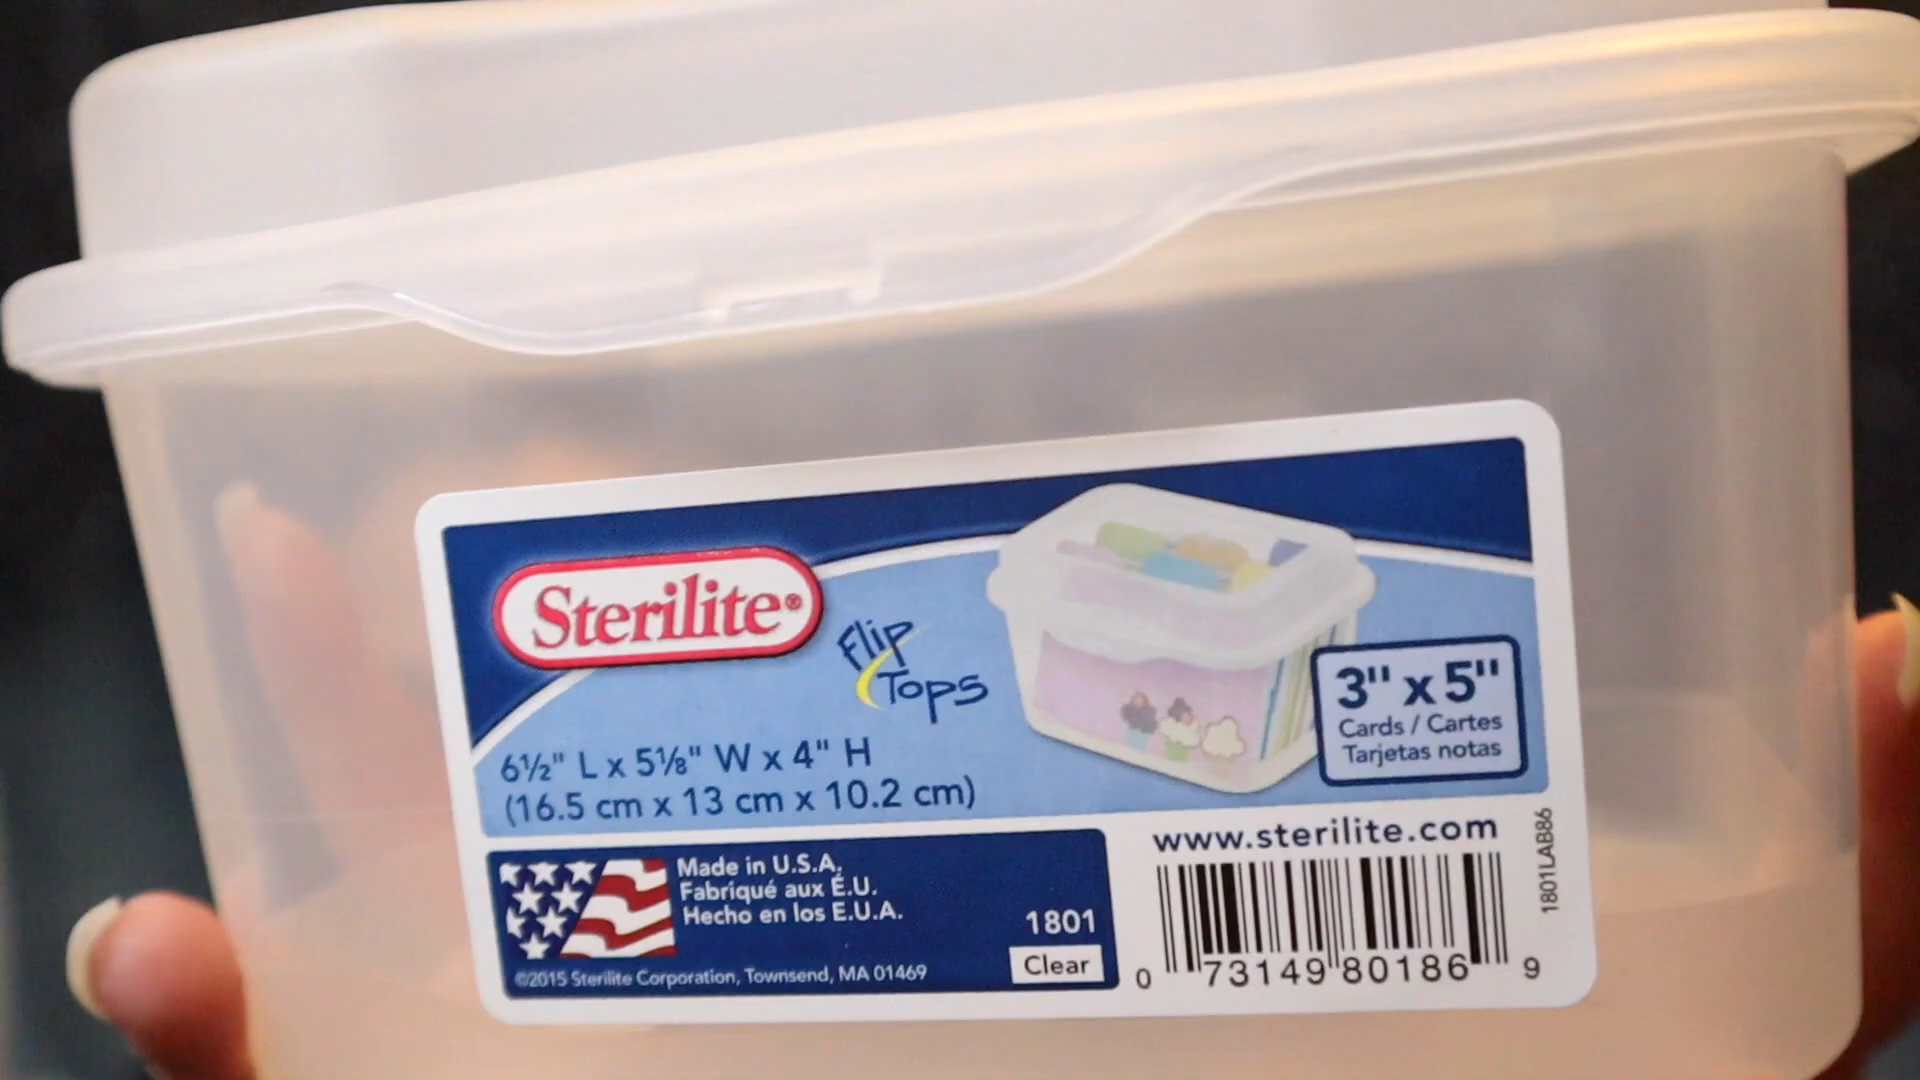 Sterilite®
Flip
Tops
6½" L x 5⅛" W x 4" H
(16.5 cm x 13 cm x 10.2 cm)
3" x 5"
Cards / Cartes
Tarjetas notas
Made in U.S.A.
Fabriqué aux É.U.
Hecho en los E.U.A.
1801
Clear
©2015 Sterilite Corporation, Townsend, MA 01469
www.sterilite.com
0 73149 80186 9
1801LAB86